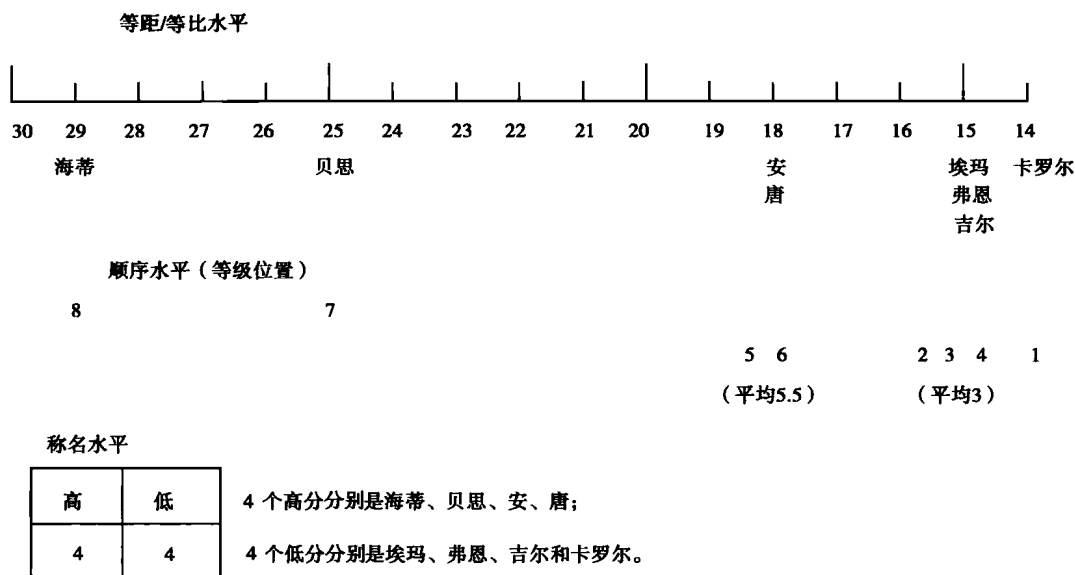 等距/等比水平
30 29 28 27 26 25 24 23 22 21 20 19 18 17 16 15 14
海蒂 贝思 安 埃玛 卡罗尔
唐 弗恩
吉尔
顺序水平（等级位置）
8 7
5 6 2 3 4 1
（平均5.5） （平均3）
称名水平
高 低 4 个高分分别是海蒂、贝思、安、唐；
4 4 4 个低分分别是埃玛、弗恩、吉尔和卡罗尔。